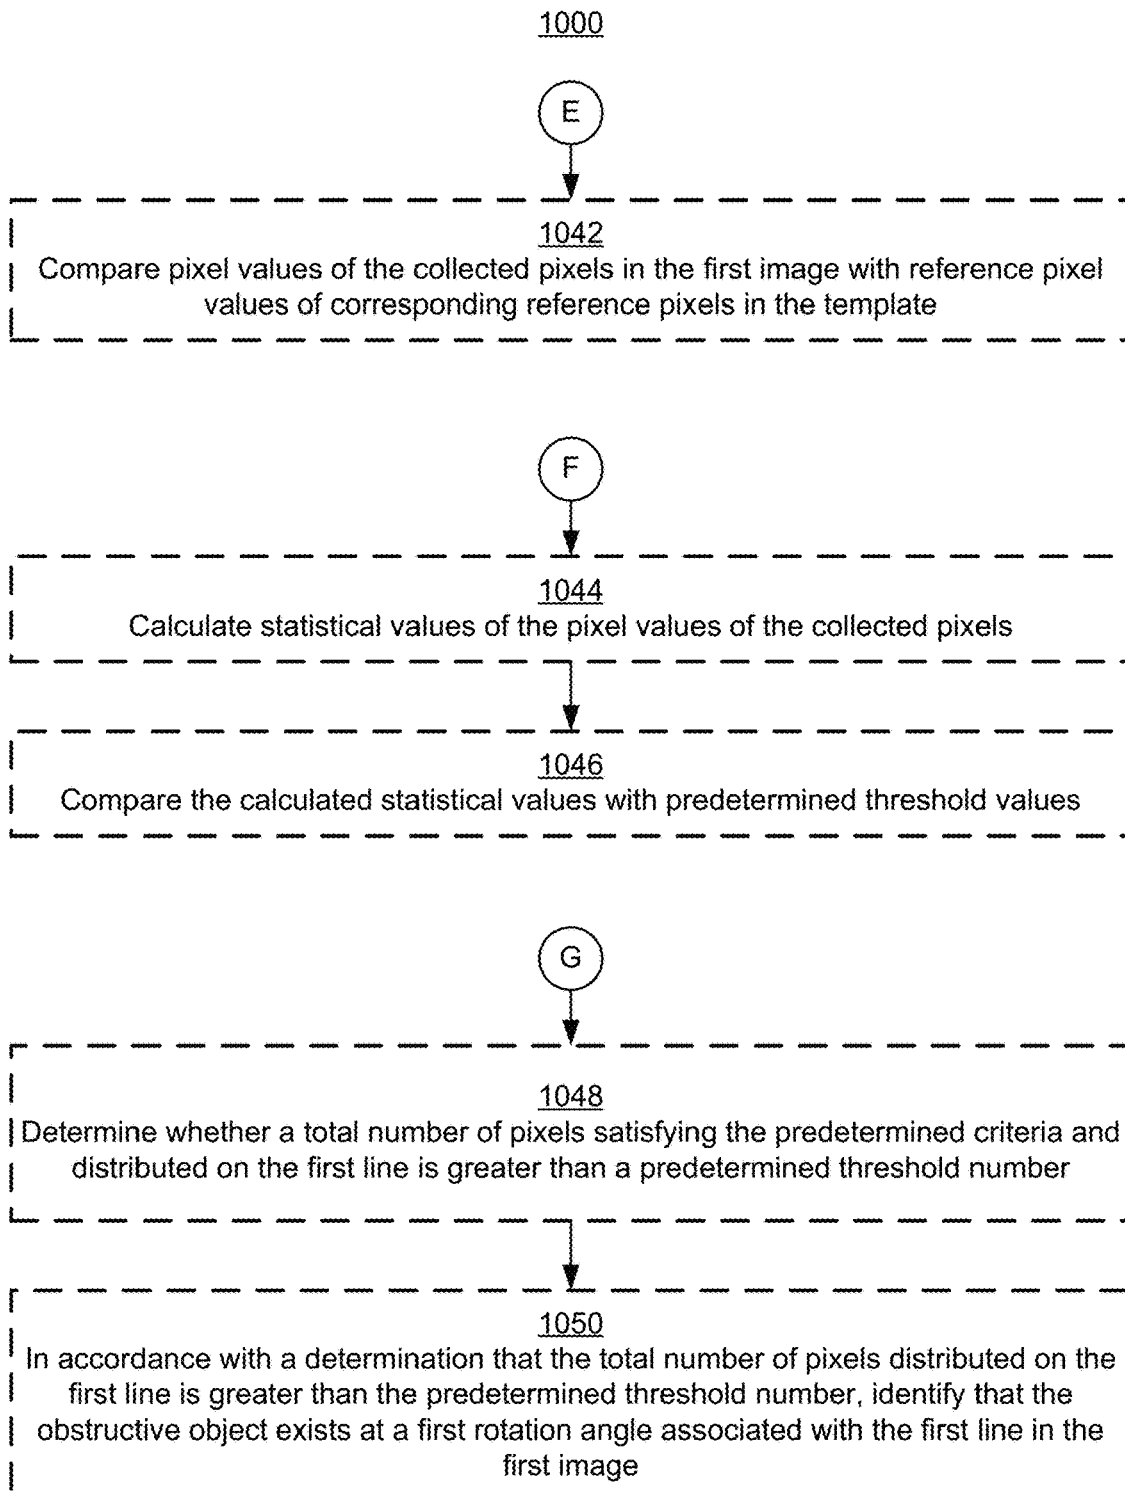 1000
E
1042
Compare pixel values of the collected pixels in the first image with reference pixel
values of corresponding reference pixels in the template
F
1044
Calculate statistical values of the pixel values of the collected pixels
1046
Compare the calculated statistical values with predetermined threshold values
G
1048
Determine whether a total number of pixels satisfying the predetermined criteria and
distributed on the first line is greater than a predetermined threshold number
1050
In accordance with a determination that the total number of pixels distributed on the
first line is greater than the predetermined threshold number, identify that the
obstructive object exists at a first rotation angle associated with the first line in the
first image